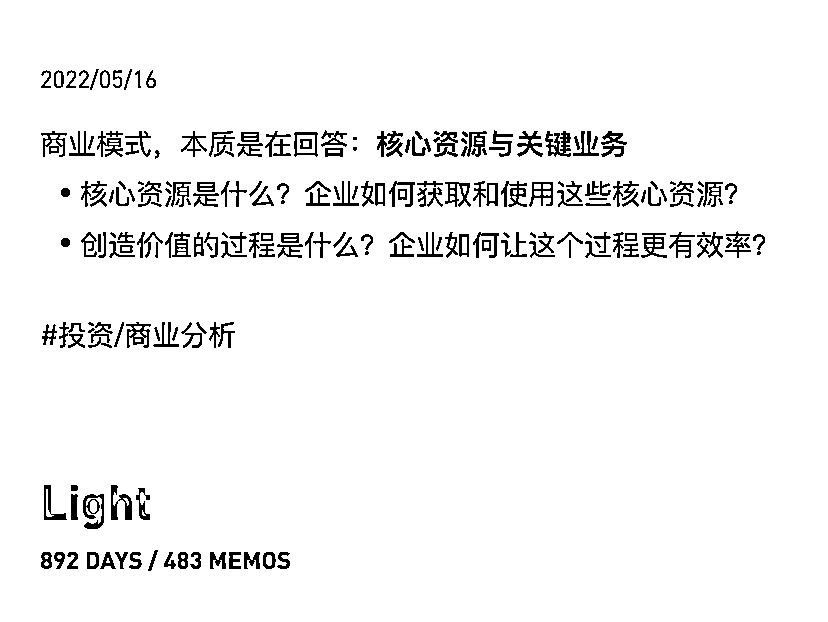 2022/05/16
商业模式，本质是在回答：核心资源与关键业务
• 核心资源是什么？企业如何获取和使用这些核心资源？
• 创造价值的过程是什么？企业如何让这个过程更有效率？
#投资/商业分析
Light
892 DAYS / 483 MEMOS